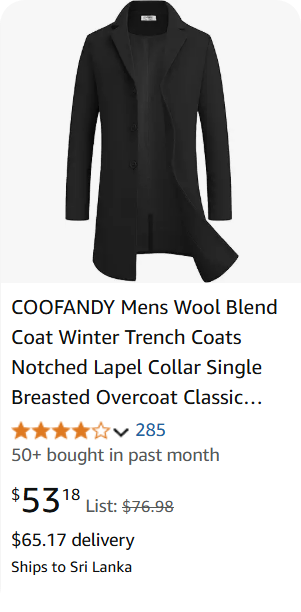 COOFANDY Mens Wool Blend
Coat Winter Trench Coats
Notched Lapel Collar Single
Breasted Overcoat Classic...
285
50+ bought in past month
$53.18 List: $76.98
$65.17 delivery
Ships to Sri Lanka